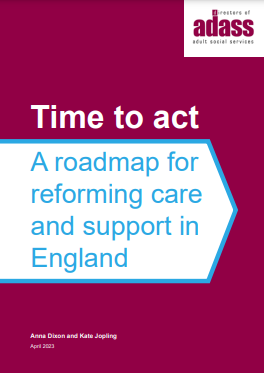 directors of
adass
adult social services
Time to act
A roadmap for
reforming care
and support in
England
Anna Dixon and Kate Jopling
April 2023